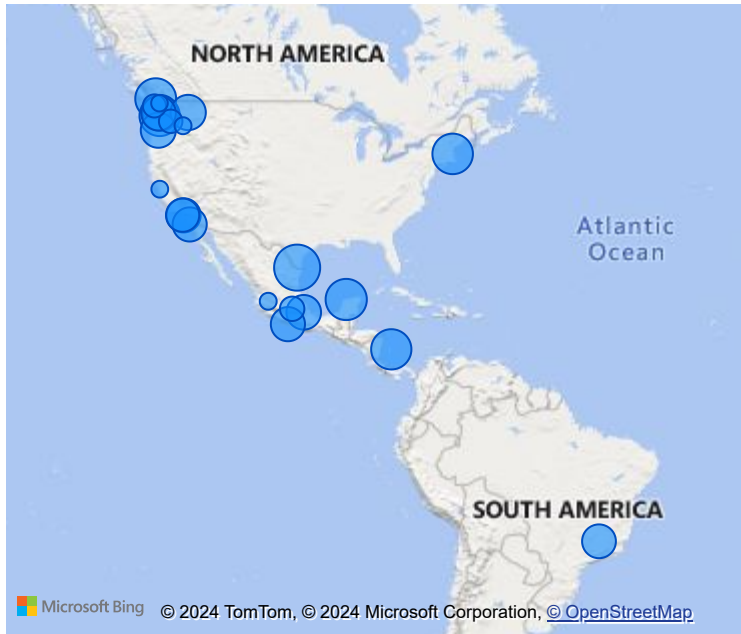 NORTH AMERICA
Atlantic
Ocean
SOUTH AMERICA
Microsoft Bing
© 2024 TomTom, © 2024 Microsoft Corporation, © OpenStreetMap